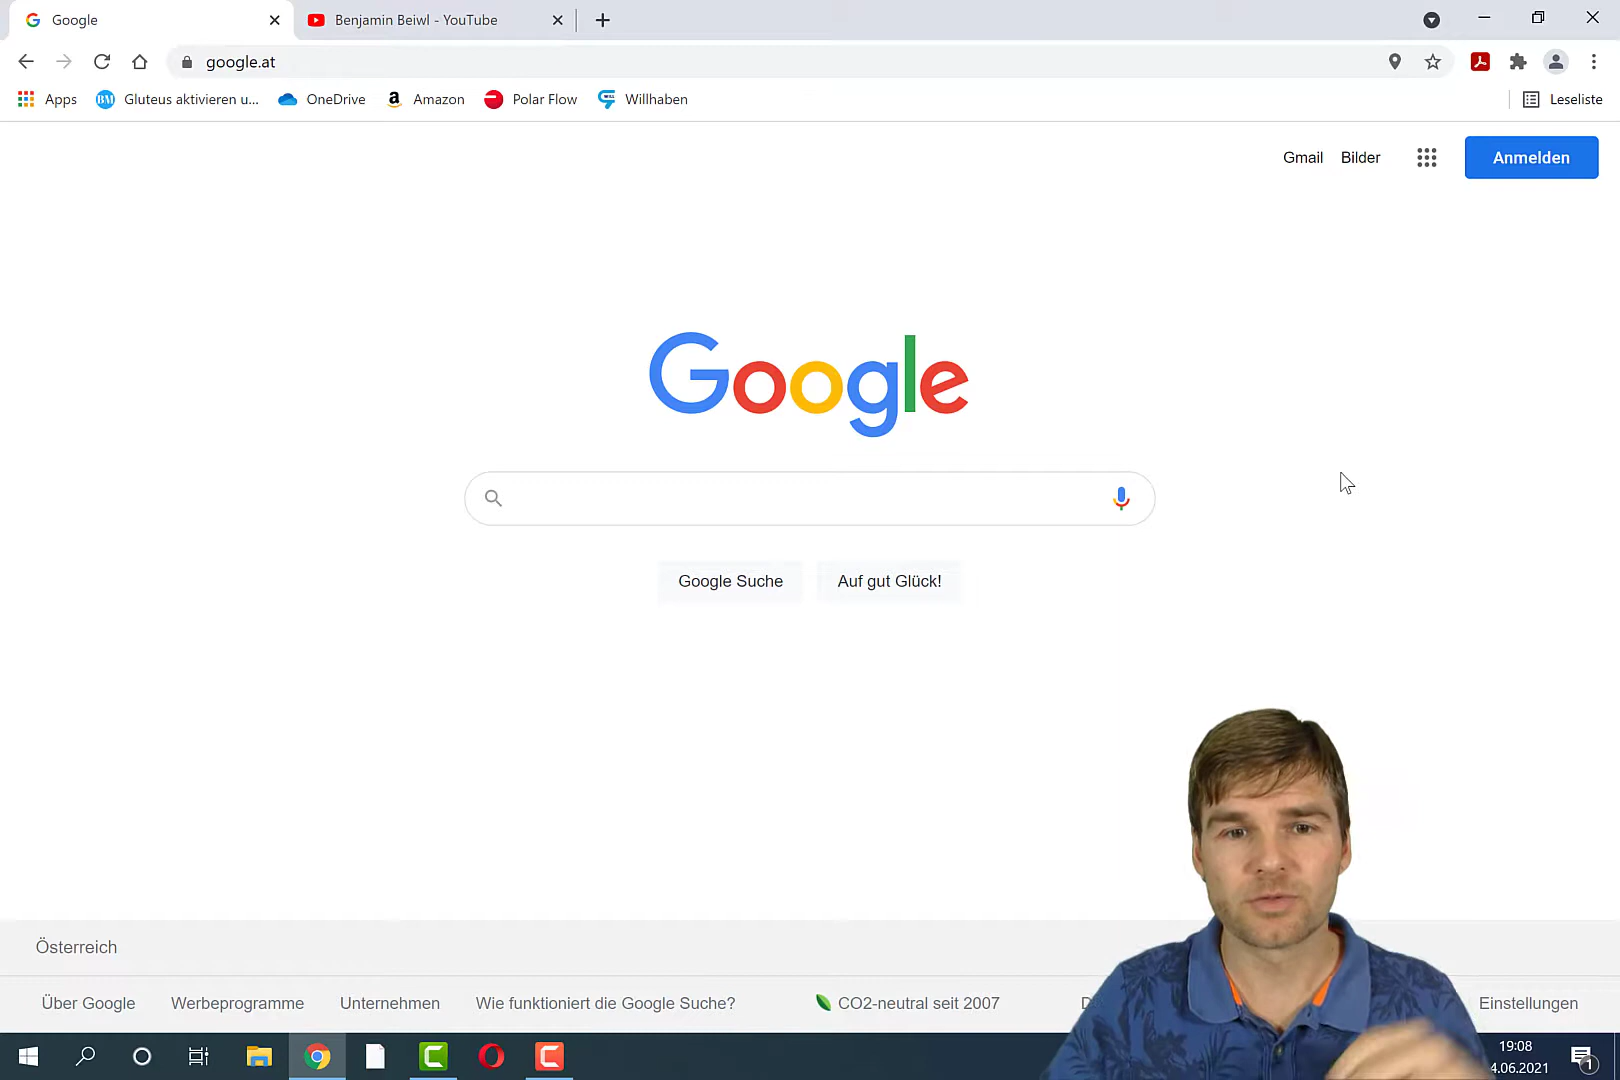 Google
Benjamin Beiwl - YouTube
google.at
Apps
Gluteus aktivieren u...
OneDrive
Amazon
Polar Flow
Willhaben
Leseliste
Gmail
Bilder
Anmelden
Google
Google Suche
Auf gut Glück!
Österreich
Über Google
Werbeprogramme
Unternehmen
Wie funktioniert die Google Suche?
CO2-neutral seit 2007
Einstellungen
19:08
4.06.2021
1